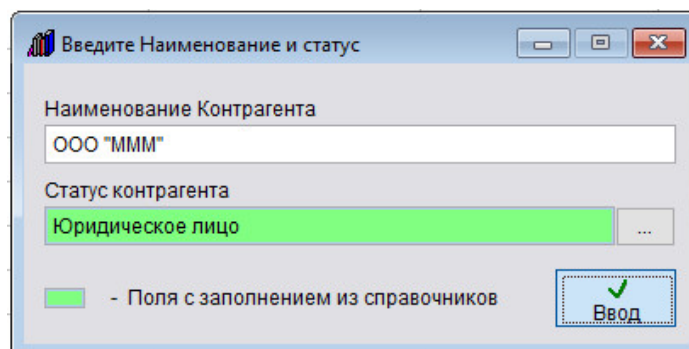 Введите Наименование и статус
Наименование Контрагента
ООО "МММ"
Статус контрагента
Юридическое лицо
...
- Поля с заполнением из справочников
Ввод